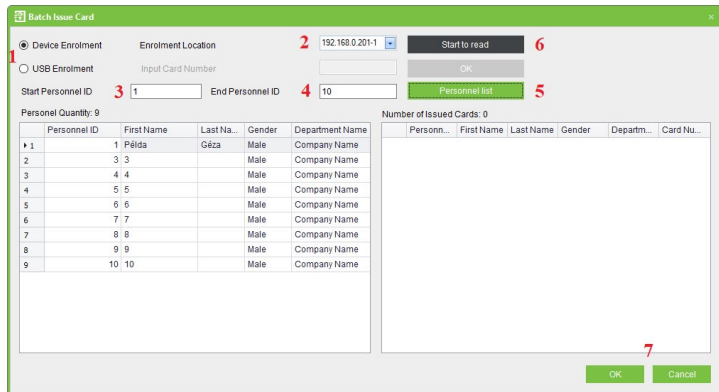 Batch Issue Card
1 Device Enrolment Enrolment Location 2 192.168.0.201-1 Start to read 6
USB Enrolment Input Card Number OK
Start Personnel ID 3 1 End Personnel ID 4 10 Personnel list 5
Personel Quantity: 9 Number of Issued Cards: 0
Personnel ID First Name Last Na... Gender Department Name Personn... First Name Last Name Gender Departm... Card Nu...
1 1 Példa Géza Male Company Name
2 3 3 Male Company Name
3 4 4 Male Company Name
4 5 5 Male Company Name
5 6 6 Male Company Name
6 7 7 Male Company Name
7 8 8 Male Company Name
8 9 9 Male Company Name
9 10 10 Male Company Name
7
OK Cancel